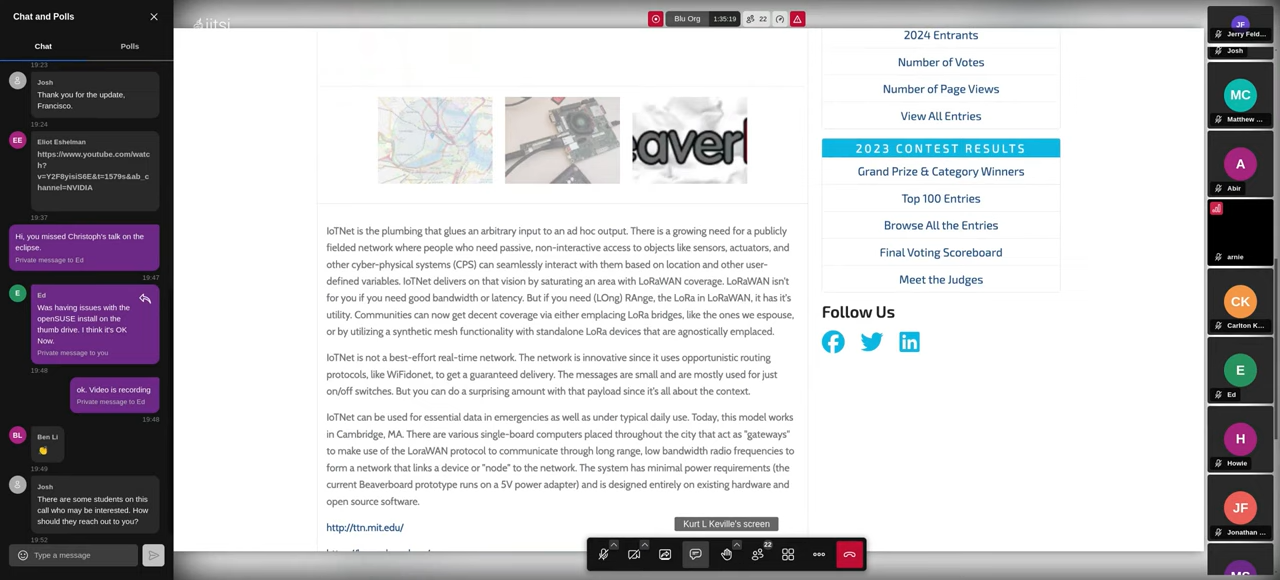 Chat and Polls
Chat
Polls
19:23
Josh
Thank you for the update,
Francisco.
19:24
EE
Eliot Eshelman
https://www.youtube.com/watc
h?
v=Y2F8yisiS6E&t=1579s&ab_c
hannel=NVIDIA
19:37
Hi, you missed Christoph's talk on the
eclipse.
Private message to Ed
19:47
E
Ed
Was having issues with the
openSUSE install on the
thumb drive. I think it's OK
Now.
Private message to you
19:48
ok. Video is recording
Private message to Ed
19:48
BL
Ben Li
👏
19:49
Josh
There are some students on this
call who may be interested. How
should they reach out to you?
19:52
Type a message
jitsi
Blu Org
1:35:19
22
eaver
IoTNet is the plumbing that glues an arbitrary input to an ad hoc output. There is a growing need for a publicly
fielded network where people who need passive, non-interactive access to objects like sensors, actuators, and
other cyber-physical systems (CPS) can seamlessly interact with them based on location and other user-
defined variables. IoTNet delivers on that vision by saturating an area with LoRaWAN coverage. LoRaWAN isn't
for you if you need good bandwidth or latency. But if you need (LOng) RAnge, the LoRa in LoRaWAN, it has it's
utility. Communities can now get decent coverage via either emplacing LoRa bridges, like the ones we espouse,
or by utilizing a synthetic mesh functionality with standalone LoRa devices that are agnostically emplaced.
IoTNet is not a best-effort real-time network. The network is innovative since it uses opportunistic routing
protocols, like WiFidonet, to get a guaranteed delivery. The messages are small and are mostly used for just
on/off switches. But you can do a surprising amount with that payload since it's all about the context.
IoTNet can be used for essential data in emergencies as well as under typical daily use. Today, this model works
in Cambridge, MA. There are various single-board computers placed throughout the city that act as "gateways"
to make use of the LoraWAN protocol to communicate through long range, low bandwidth radio frequencies to
form a network that links a device or "node" to the network. The system has minimal power requirements (the
current Beaverboard prototype runs on a 5V power adapter) and is designed entirely on existing hardware and
open source software.
http://ttn.mit.edu/
2024 Entrants
Number of Votes
Number of Page Views
View All Entries
2023 CONTEST RESULTS
Grand Prize & Category Winners
Top 100 Entries
Browse All the Entries
Final Voting Scoreboard
Meet the Judges
Follow Us
Kurt L Keville's screen
22
JF
Jerry Feld...
Josh
MC
Matthew ...
A
Abir
arnie
CK
Carlton K...
E
Ed
H
Howie
JF
Jonathan ...